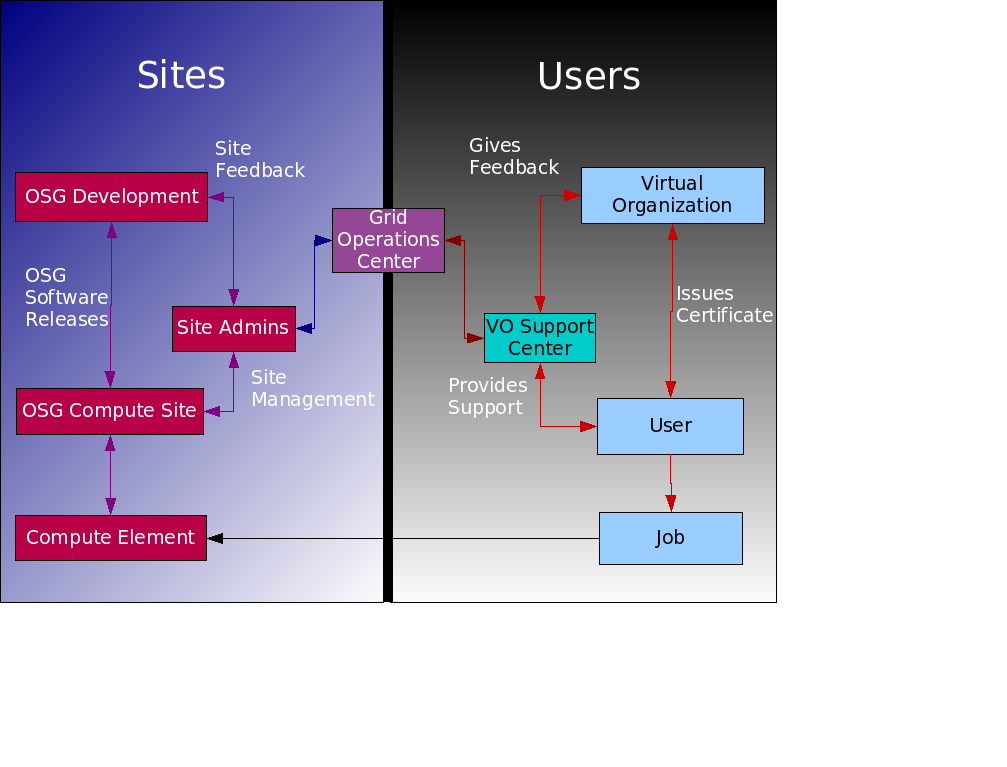 Sites
Site
Feedback
OSG Development
OSG
Software
Releases
Site Admins
Site
Management
OSG Compute Site
Compute Element
Grid
Operations
Center
Users
Gives
Feedback
Virtual
Organization
Issues
Certificate
VO Support
Center
Provides
Support
User
Job